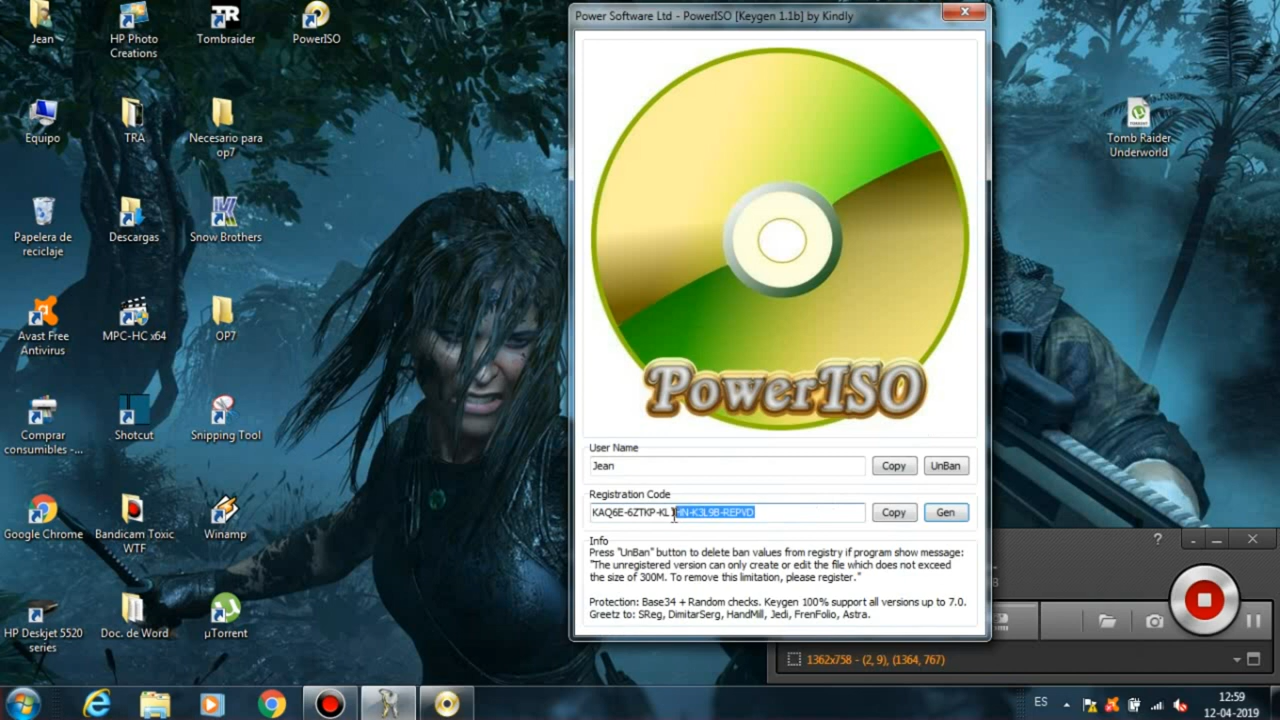 Jean
HP Photo
Creations
Tombraider
PowerISO
Equipo
TRA
Necesario para
op7
Papelera de
reciclaje
Descargas
Snow Brothers
Avast Free
Antivirus
MPC-HC x64
OP7
Comprar
consumibles -...
Shotcut
Snipping Tool
Google Chrome
Bandicam Toxic
WTF
Winamp
HP Deskjet 5520
series
Doc. de Word
µTorrent
Power Software Ltd - PowerISO [Keygen 1.1b] by Kindly
PowerISO
User Name
Jean
Copy
UnBan
Registration Code
Copy
Gen
Info
Press "UnBan" button to delete ban values from registry if program show message:
"The unregistered version can only create or edit the file which does not exceed
the size of 300M. To remove this limitation, please register."
Protection: Base34 + Random checks. Keygen 100% support all versions up to 7.0.
Greetz to: SReg, DimitarSerg, HandMill, Jedi, FrenFolio, Astra.
Tomb Raider
Underworld
1362x758 - (2, 9), (1364, 767)
ES
12:59
12-04-2019